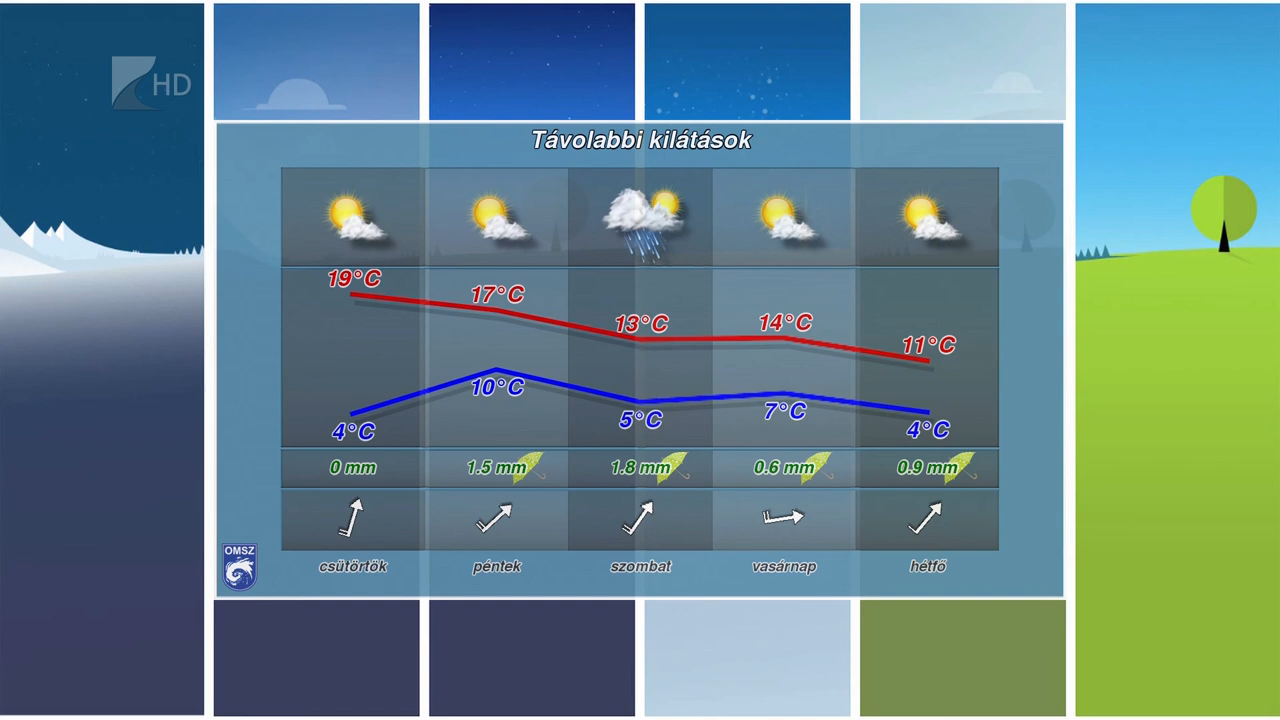 HD
Távolabbi kilátások
19°C 17°C 13°C 14°C 11°C
4°C 10°C 5°C 7°C 4°C
0 mm 1.5 mm 1.8 mm 0.6 mm 0.9 mm
OMSZ
csütörtök péntek szombat vasárnap hétfő